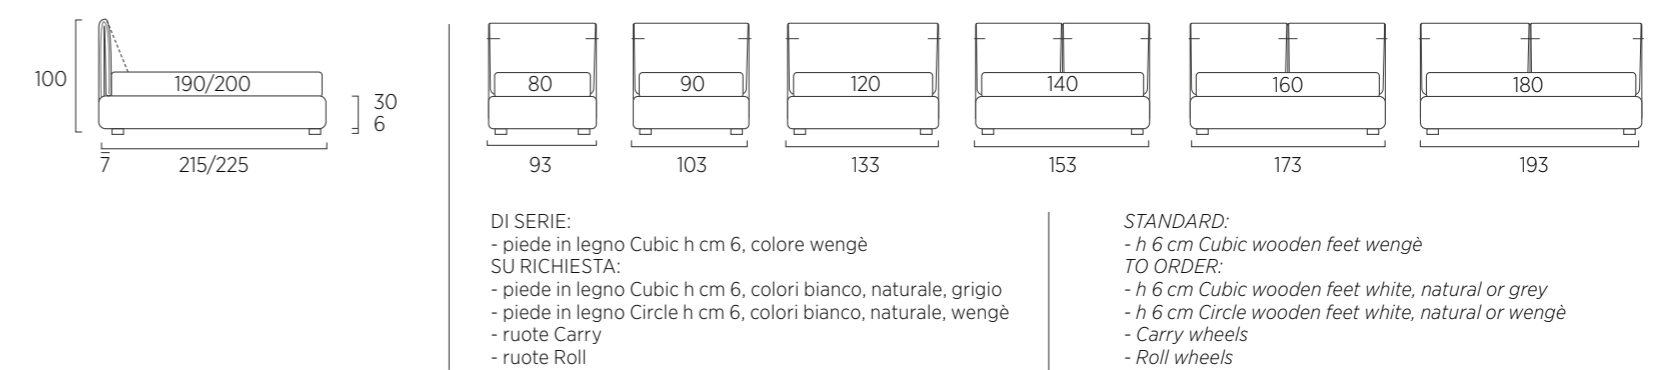 100
190/200
30
6
7
215/225
80
90
120
140
160
180
93
103
133
153
173
193
DI SERIE:
- piede in legno Cubic h cm 6, colore wengè
SU RICHIESTA:
- piede in legno Cubic h cm 6, colori bianco, naturale, grigio
- piede in legno Circle h cm 6, colori bianco, naturale, wengè
- ruote Carry
- ruote Roll
STANDARD:
- h 6 cm Cubic wooden feet wengè
TO ORDER:
- h 6 cm Cubic wooden feet white, natural or grey
- h 6 cm Circle wooden feet white, natural or wengè
- Carry wheels
- Roll wheels